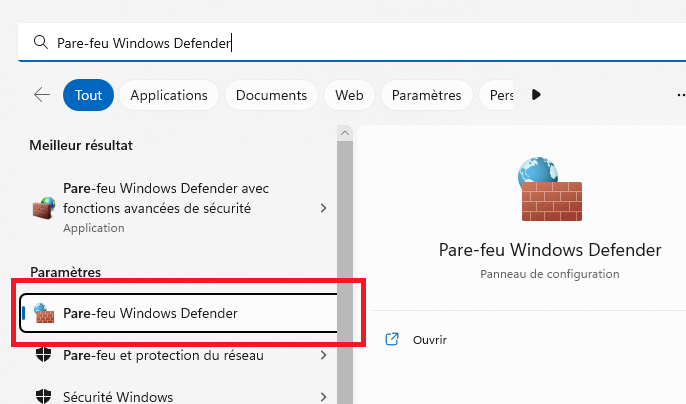 Pare-feu Windows Defender
Tout Applications Documents Web Paramètres Pers
Meilleur résultat
Pare-feu Windows Defender avec
fonctions avancées de sécurité
Application
Paramètres
Pare-feu Windows Defender
Pare-feu et protection du réseau
Sécurité Windows
Pare-feu Windows Defender
Panneau de configuration
Ouvrir